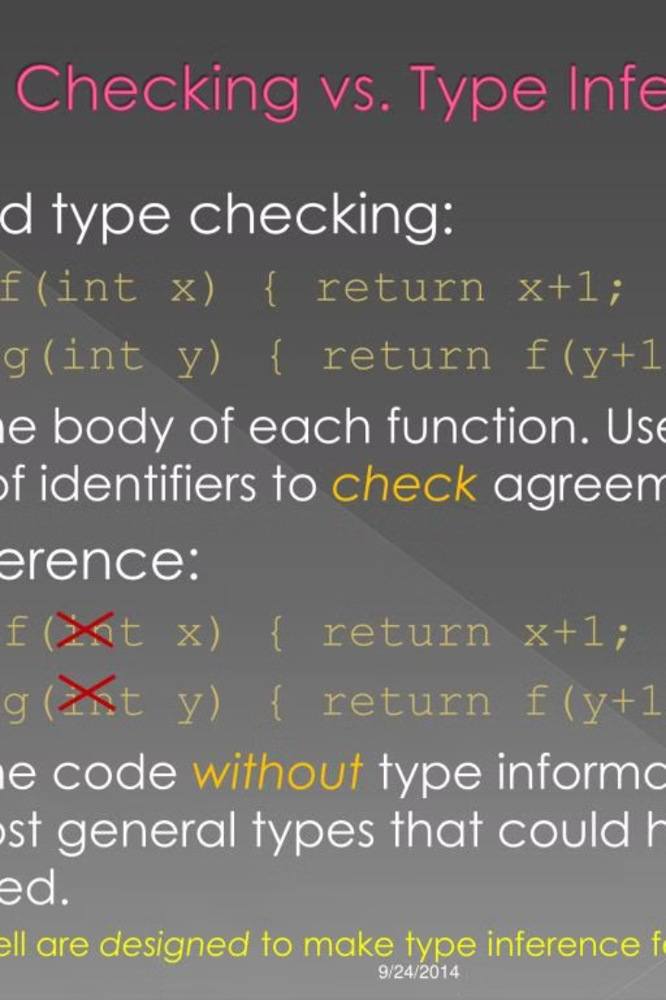 Checking vs. Type Infe
d type checking:
f(int x) { return x+1;
g(int y) { return f(y+1
he body of each function. Use
of identifiers to check agreem
erence:
f(int x) { return x+1;
g(int y) { return f(y+1
he code without type informa
ost general types that could h
ed.
ell are designed to make type inference fe
9/24/2014